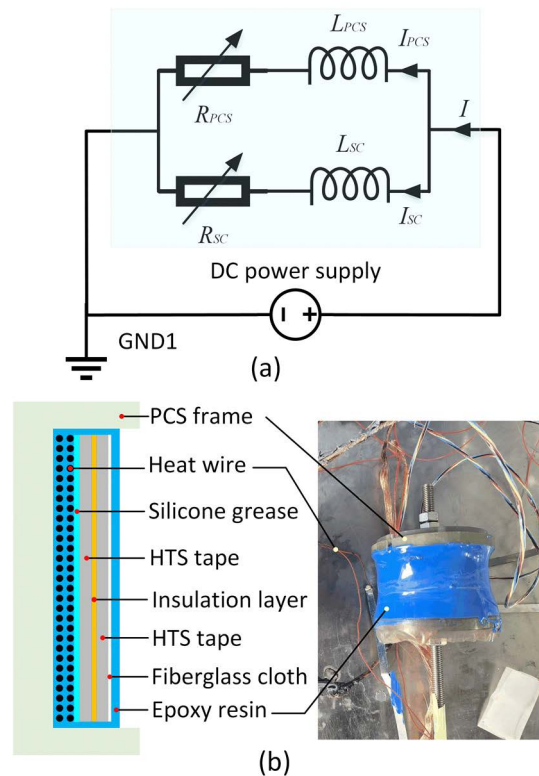 L_PCS
I_PCS
R_PCS
I
L_SC
R_SC
I_SC
DC power supply
GND1
(a)
PCS frame
Heat wire
Silicone grease
HTS tape
Insulation layer
HTS tape
Fiberglass cloth
Epoxy resin
(b)